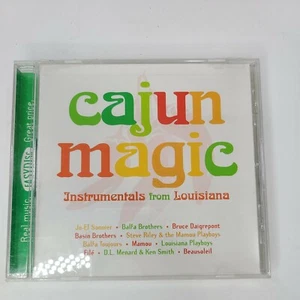 cajun
magic
Instrumentals from Louisiana
Jo-El Sonnier • Balfa Brothers • Bruce Daigrepont
Basin Brothers • Steve Riley & the Mamou Playboys
Balfa Toujours • Mamou • Louisiana Playboys
Filé • D.L. Menard & Ken Smith • Beausoleil
Real music. EASYDISC Great price.